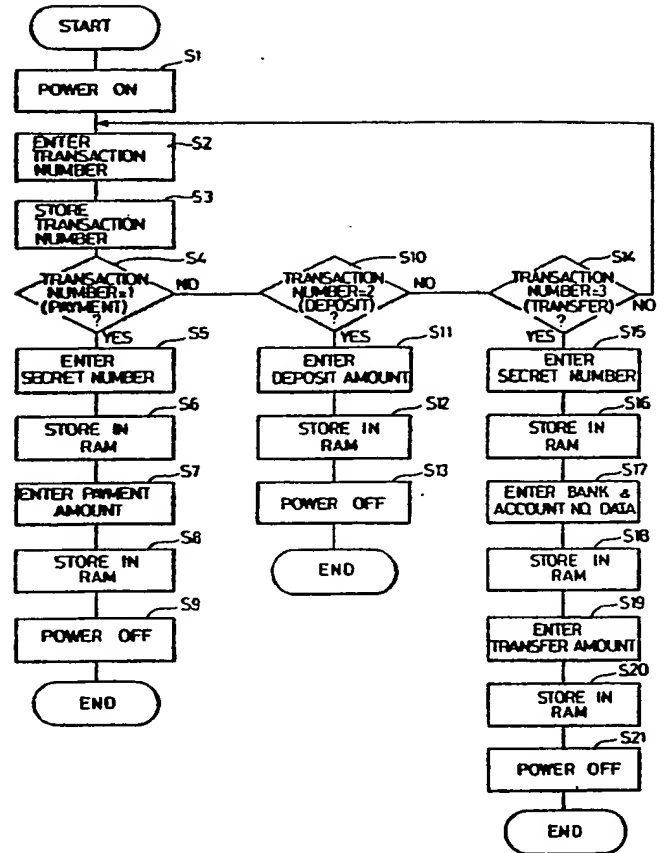 START
S1
POWER ON
S2
ENTER
TRANSACTION
NUMBER
S3
STORE
TRANSACTION
NUMBER
S4
TRANSACTION
NUMBER=1
(PAYMENT)
?
NO
YES
S5
ENTER
SECRET NUMBER
S6
STORE IN
RAM
S7
ENTER PAYMENT
AMOUNT
S8
STORE IN
RAM
S9
POWER OFF
END
S10
TRANSACTION
NUMBER=2
(DEPOSIT)
?
NO
YES
S11
ENTER
DEPOSIT AMOUNT
S12
STORE IN
RAM
S13
POWER OFF
END
S14
TRANSACTION
NUMBER=3
(TRANSFER)
?
NO
YES
S15
ENTER
SECRET NUMBER
S16
STORE IN
RAM
S17
ENTER BANK &
ACCOUNT NO. DATA
S18
STORE IN
RAM
S19
ENTER
TRANSFER AMOUNT
S20
STORE IN
RAM
S21
POWER OFF
END